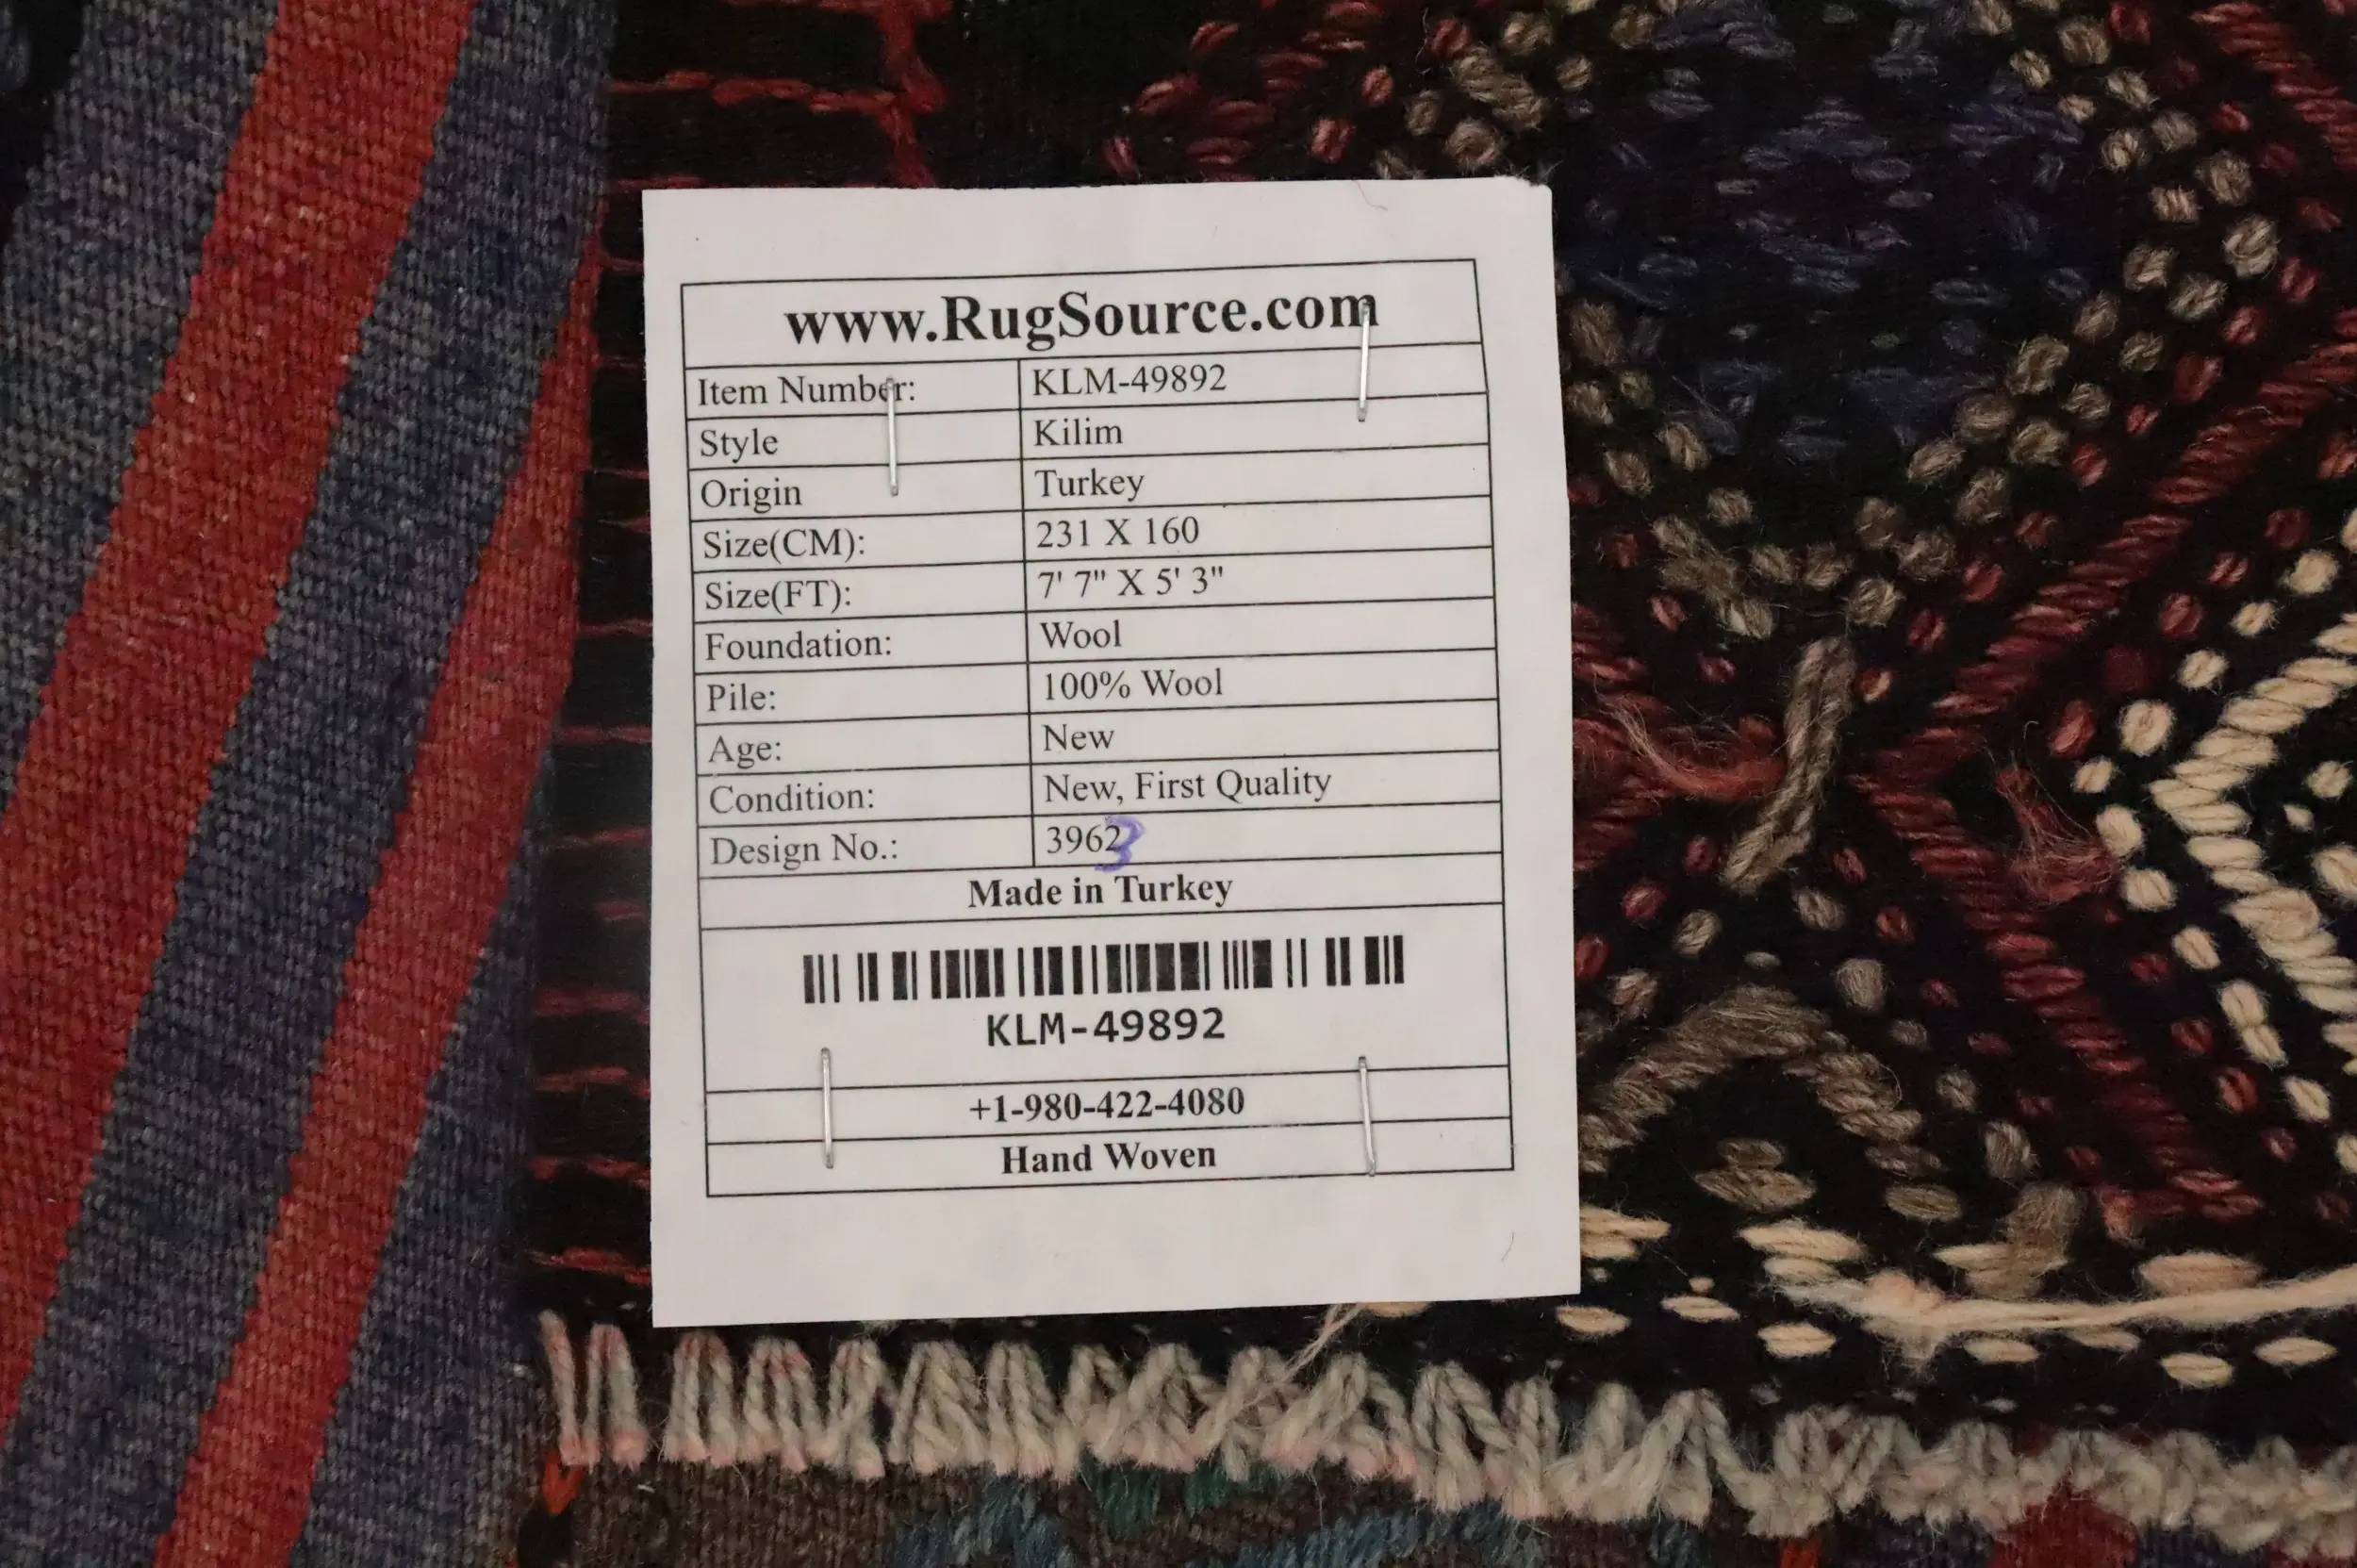 www.RugSource.com
Item Number: KLM-49892
Style Kilim
Origin Turkey
Size(CM): 231 X 160
Size(FT): 7' 7" X 5' 3"
Foundation: Wool
Pile: 100% Wool
Age: New
Condition: New, First Quality
Design No.: 3963
Made in Turkey
KLM-49892
+1-980-422-4080
Hand Woven